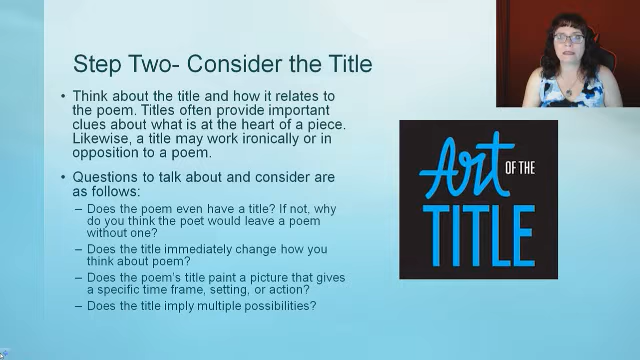 Step Two- Consider the Title
• Think about the title and how it relates to
the poem. Titles often provide important
clues about what is at the heart of a piece.
Likewise, a title may work ironically or in
opposition to a poem.
• Questions to talk about and consider are
as follows:
– Does the poem even have a title? If not, why
do you think the poet would leave a poem
without one?
– Does the title immediately change how you
think about poem?
– Does the poem's title paint a picture that gives
a specific time frame, setting, or action?
– Does the title imply multiple possibilities?
Art OF THE
TITLE